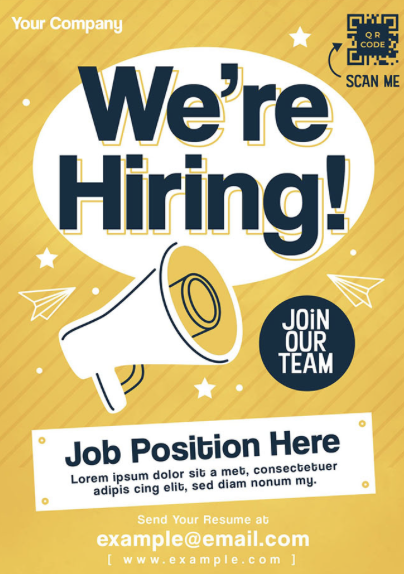 Your Company
QR
CODE
SCAN ME
We're
Hiring!
JOiN
OUR
TEAM
Job Position Here
Lorem ipsum dolor sit a met, consectetuer
adipis cing elit, sed diam nonum my.
Send Your Resume at
example@email.com
[ www.example.com ]